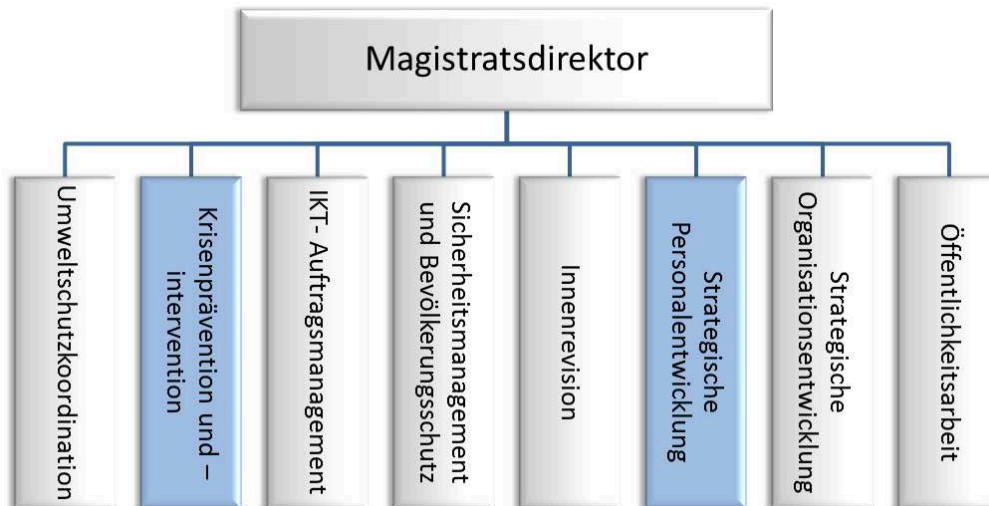 Magistratsdirektor
Umweltschutzkoordination
Krisenprävention und –
intervention
IKT- Auftragsmanagement
Sicherheitsmanagement
und Bevölkerungsschutz
Innenrevision
Strategische
Personalentwicklung
Strategische
Organisationsentwicklung
Öffentlichkeitsarbeit